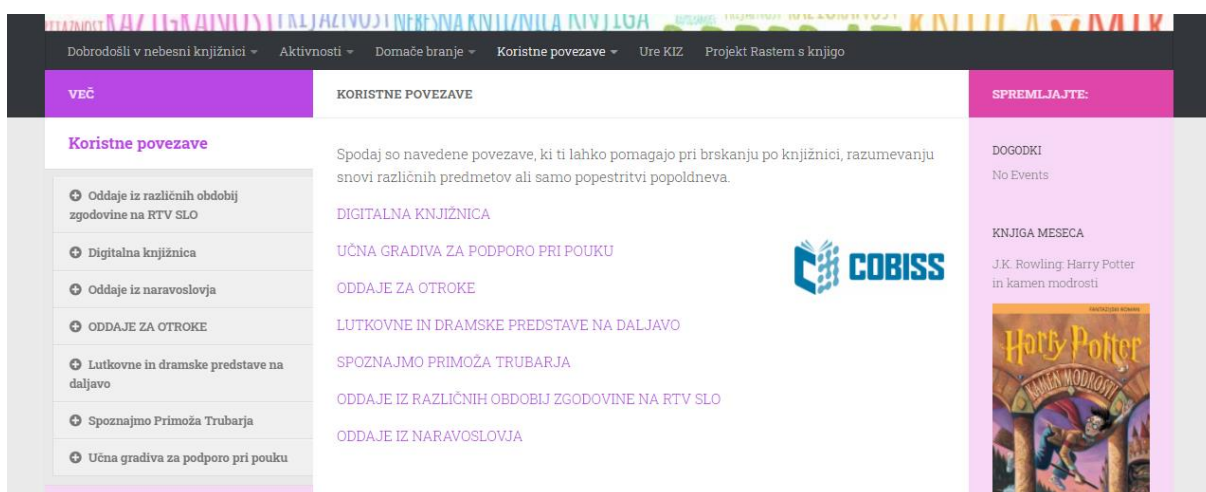 NEBESNA KNJIŽNICA KNJIGA
Dobrodošli v nebesni knjižnici Aktivnosti Domače branje Koristne povezave Ure KIZ Projekt Rastem s knjigo
VEČ
Koristne povezave
Oddaje iz različnih obdobij
zgodovine na RTV SLO
Digitalna knjižnica
Oddaje iz naravoslovja
ODDAJE ZA OTROKE
Lutkovne in dramske predstave na
daljavo
Spoznajmo Primoža Trubarja
Učna gradiva za podporo pri pouku
KORISTNE POVEZAVE
Spodaj so navedene povezave, ki ti lahko pomagajo pri brskanju po knjižnici, razumevanju
snovi različnih predmetov ali samo popestritvi popoldneva.
DIGITALNA KNJIŽNICA
UČNA GRADIVA ZA PODPORO PRI POUKU
ODDAJE ZA OTROKE
LUTKOVNE IN DRAMSKE PREDSTAVE NA DALJAVO
SPOZNAJMO PRIMOŽA TRUBARJA
ODDAJE IZ RAZLIČNIH OBDOBIJ ZGODOVINE NA RTV SLO
ODDAJE IZ NARAVOSLOVJA
COBISS
SPREMLJAJTE:
DOGODKI
No Events
KNJIGA MESECA
J.K. Rowling: Harry Potter
in kamen modrosti
FANTAZIJSKI ROMAN
Harry Potter
KAMEN MODROSTI